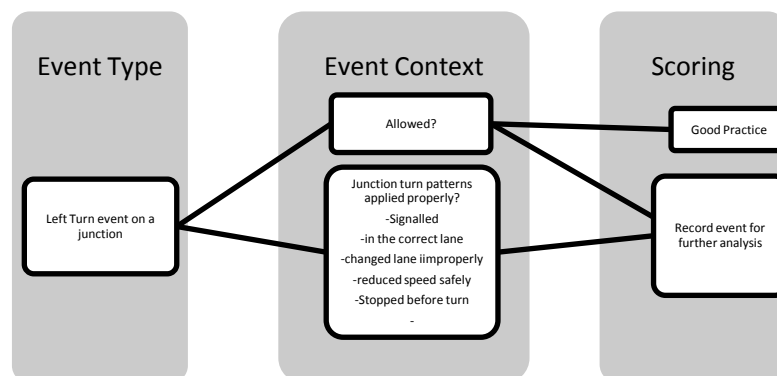 Event Type
Event Context
Scoring
Left Turn event on a
junction
Allowed?
Junction turn patterns
applied properly?
-Signalled
-in the correct lane
-changed lane iimproperly
-reduced speed safely
-Stopped before turn
-
Good Practice
Record event for
further analysis